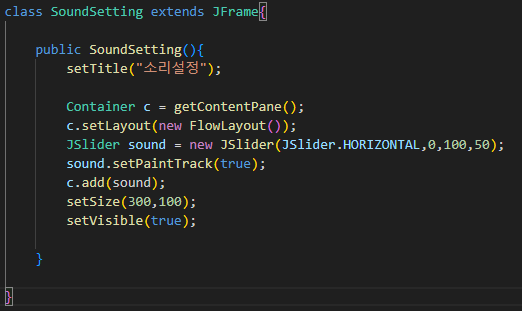 class SoundSetting extends JFrame{
public SoundSetting(){
setTitle("소리설정");
Container c = getContentPane();
c.setLayout(new FlowLayout());
JSlider sound = new JSlider(JSlider.HORIZONTAL,0,100,50);
sound.setPaintTrack(true);
c.add(sound);
setSize(300,100);
setVisible(true);
}
}